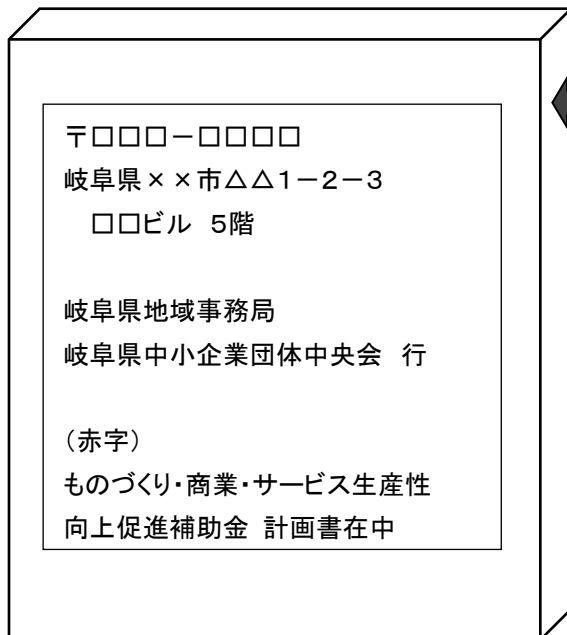 〒□□□－□□□□
岐阜県××市△△１－２－３
□□ビル 5階
岐阜県地域事務局
岐阜県中小企業団体中央会 行
（赤字）
ものづくり・商業・サービス生産性
向上促進補助金 計画書在中